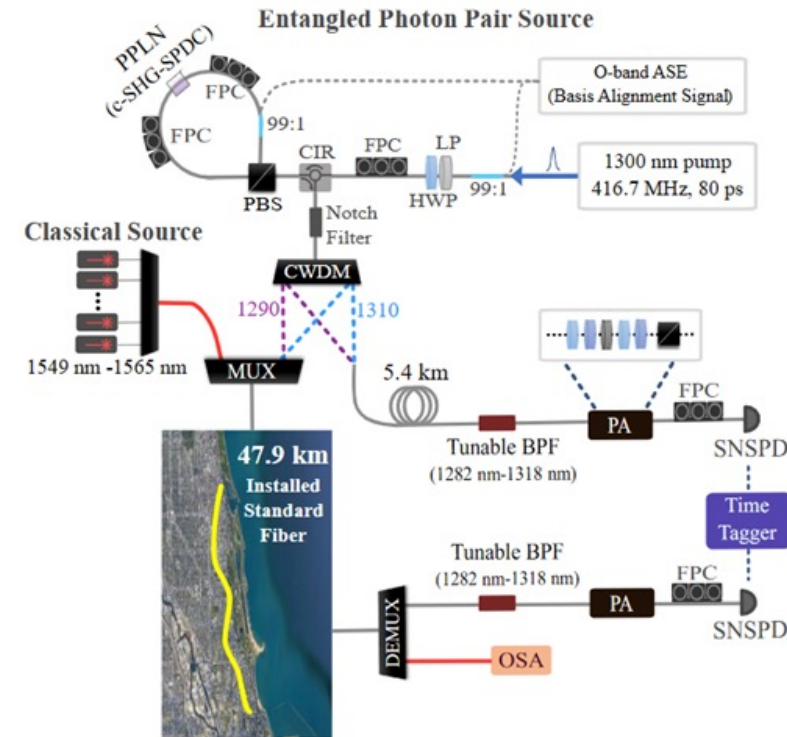 Entangled Photon Pair Source
PPLN
(c-SHG-SPDC)
FPC
FPC
99:1
O-band ASE
(Basis Alignment Signal)
CIR
FPC
LP
HWP
99:1
1300 nm pump
416.7 MHz, 80 ps
PBS
Notch
Filter
Classical Source
CWDM
1290
1310
1549 nm -1565 nm
MUX
5.4 km
Tunable BPF
(1282 nm-1318 nm)
PA
FPC
SNSPD
47.9 km
Installed
Standard
Fiber
Time
Tagger
Tunable BPF
(1282 nm-1318 nm)
PA
FPC
SNSPD
DEMUX
OSA